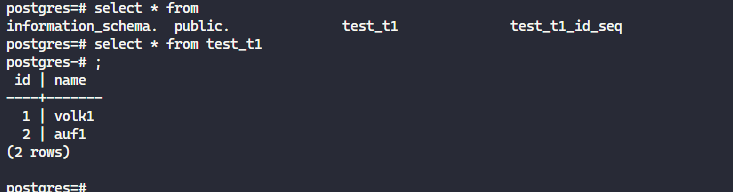 postgres=# select * from
information_schema.  public.             test_t1             test_t1_id_seq
postgres=# select * from test_t1
postgres-# ;
 id | name
----+-------
  1 | volk1
  2 | auf1
(2 rows)

postgres=#